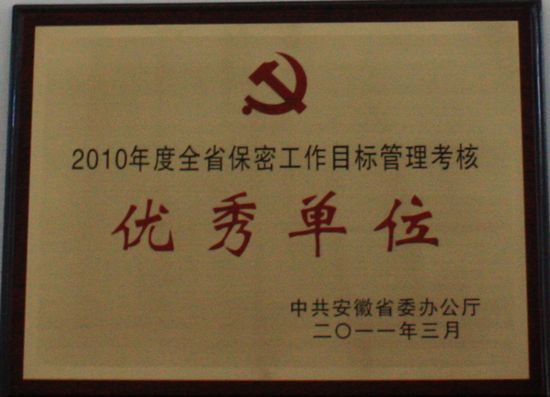 2010年度全省保密工作目标管理考核
优秀单位
中共安徽省委办公厅
二〇一一年三月